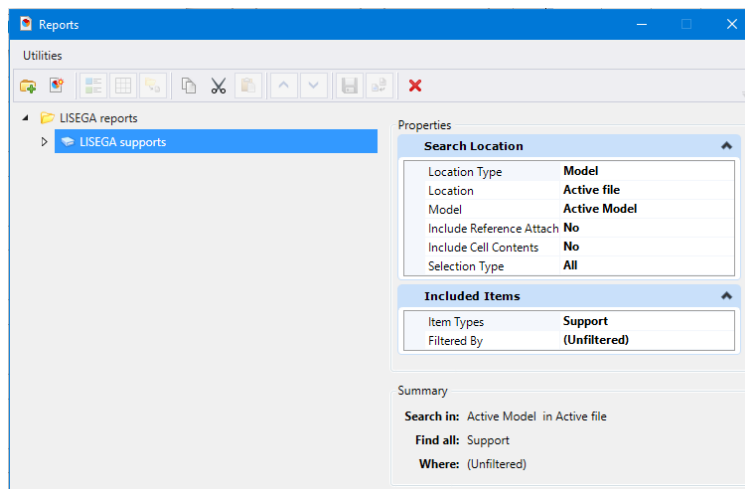 Reports
Utilities
LISEGA reports
LISEGA supports
Properties
Search Location
Location Type Model
Location Active file
Model Active Model
Include Reference Attach No
Include Cell Contents No
Selection Type All
Included Items
Item Types Support
Filtered By (Unfiltered)
Summary
Search in: Active Model in Active file
Find all: Support
Where: (Unfiltered)